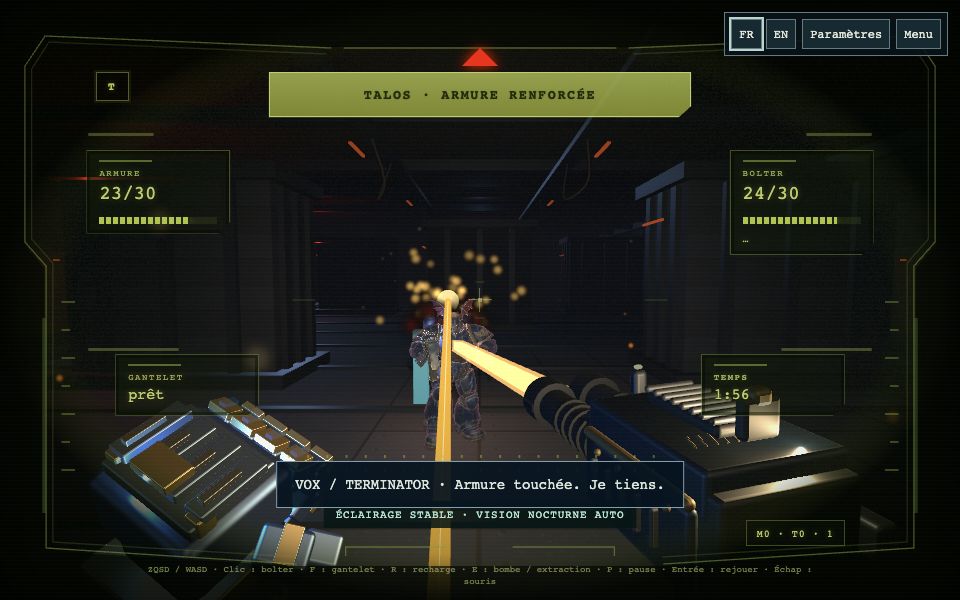 FR EN Paramètres Menu
T
TALOS · ARMURE RENFORCÉE
ARMURE
23/30
BOLTER
24/30
…
GANTELET
prêt
TEMPS
1:56
VOX / TERMINATOR · Armure touchée. Je tiens.
ÉCLAIRAGE STABLE · VISION NOCTURNE AUTO
M0 · T0 · 1
ZQSD / WASD · Clic : bolter · F : gantelet · R : recharge · E : bombe / extraction · P : pause · Entrée : rejouer · Échap :
souris